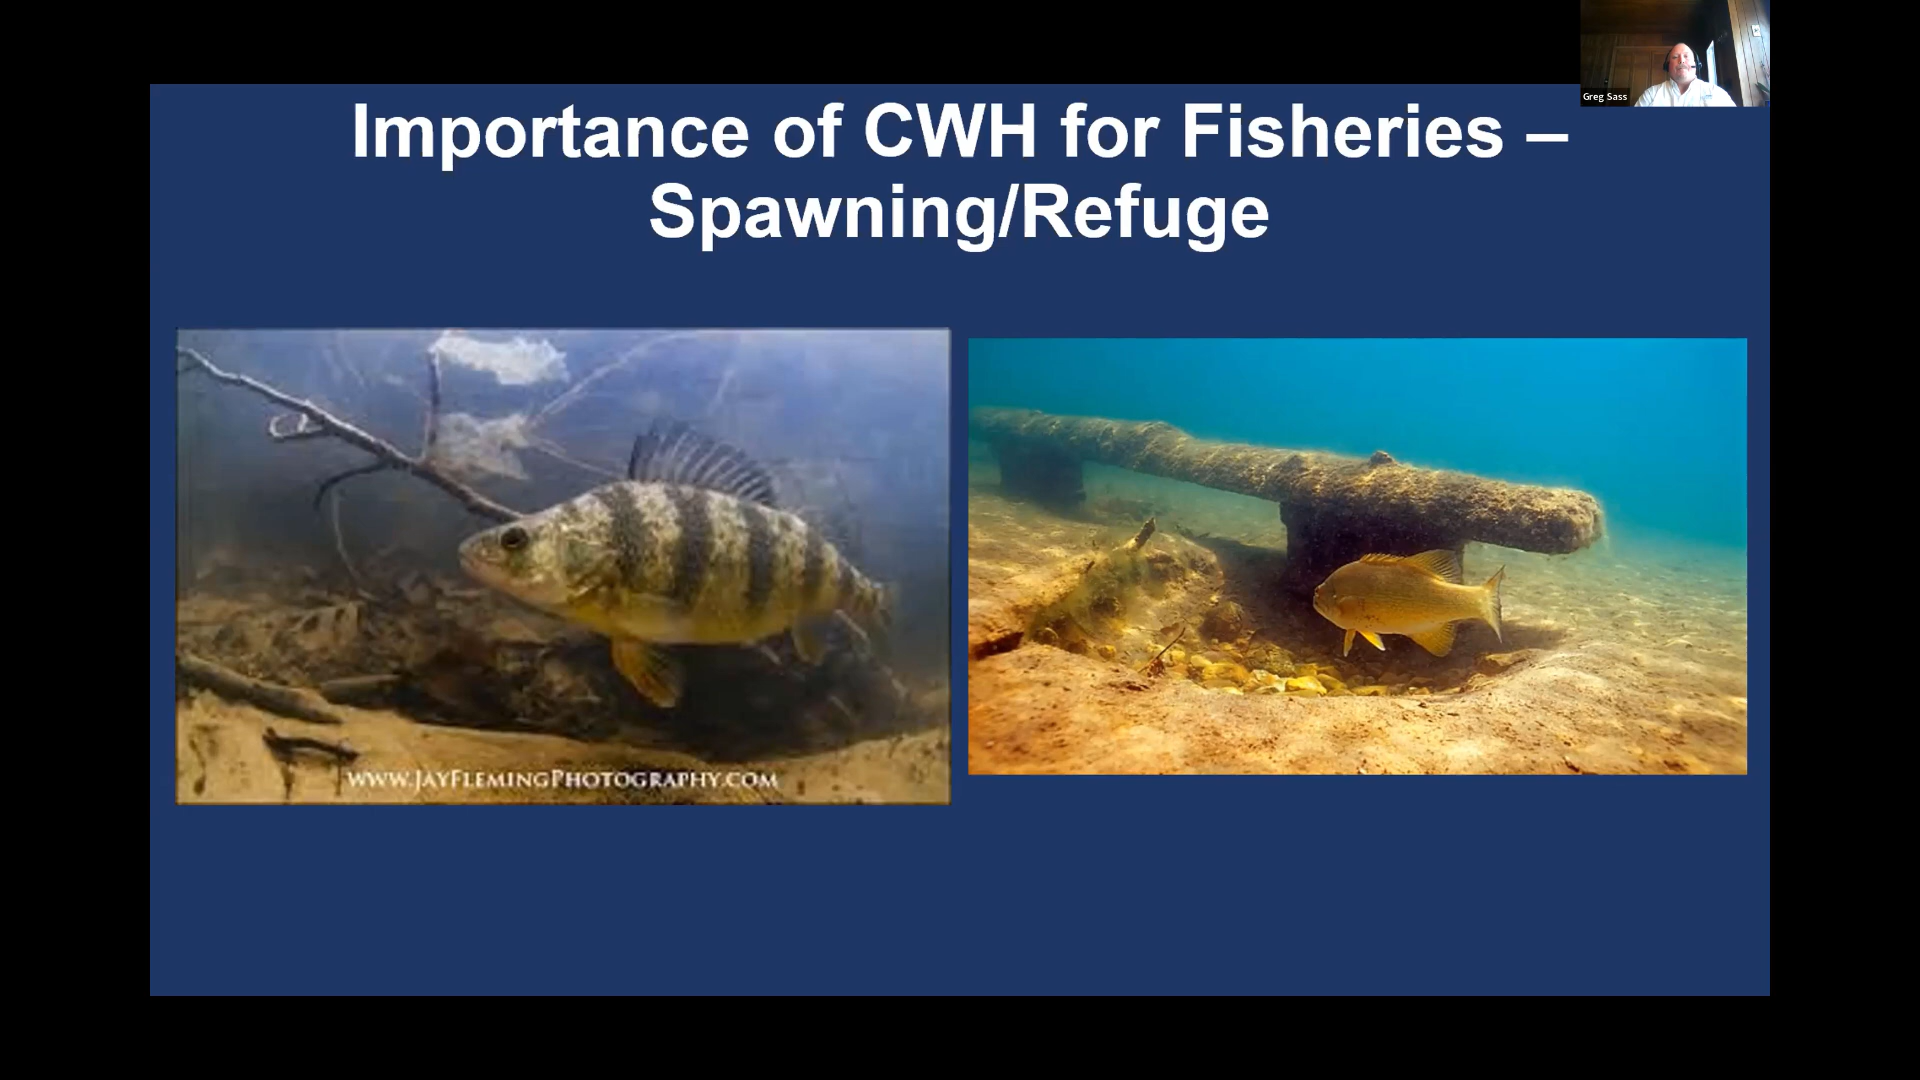 Greg Sass
Importance of CWH for Fisheries –
Spawning/Refuge
WWW.JAYFLEMINGPHOTOGRAPHY.COM